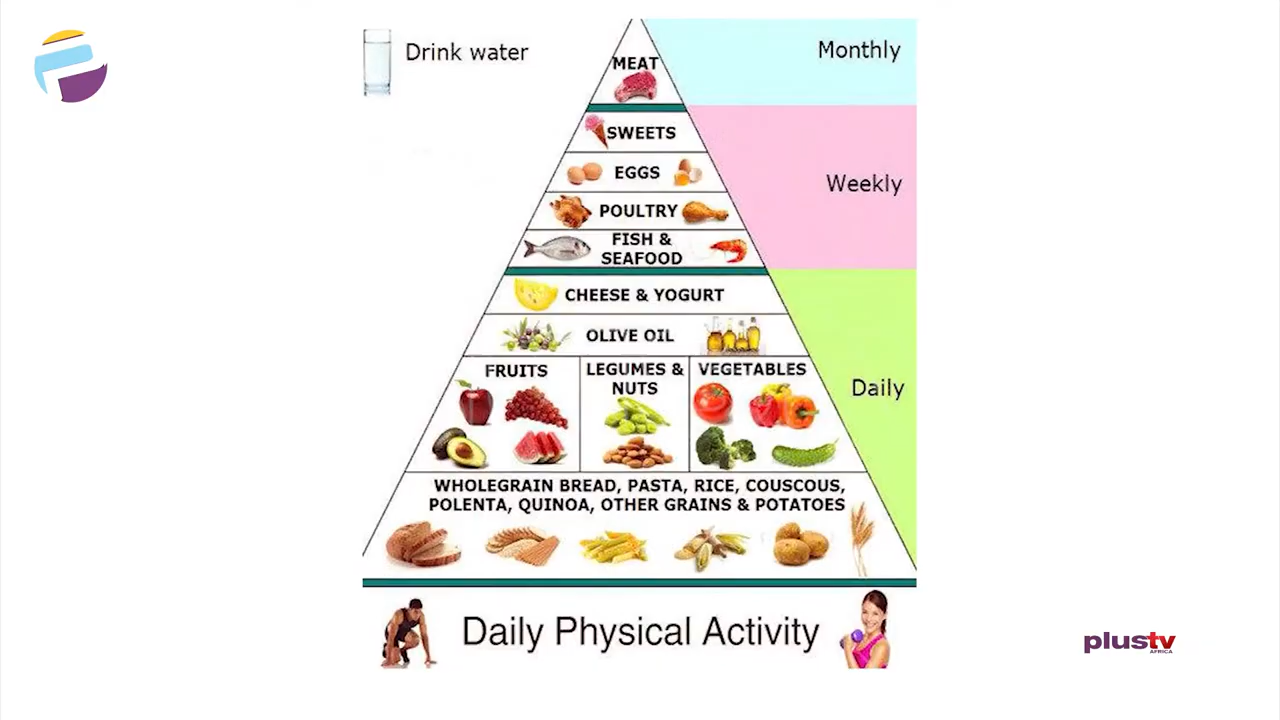 Drink water
Monthly
MEAT
SWEETS
EGGS
Weekly
POULTRY
FISH &
SEAFOOD
CHEESE & YOGURT
OLIVE OIL
FRUITS
LEGUMES &
NUTS
VEGETABLES
Daily
WHOLEGRAIN BREAD, PASTA, RICE, COUSCOUS,
POLENTA, QUINOA, OTHER GRAINS & POTATOES
Daily Physical Activity
plustv
AFRICA